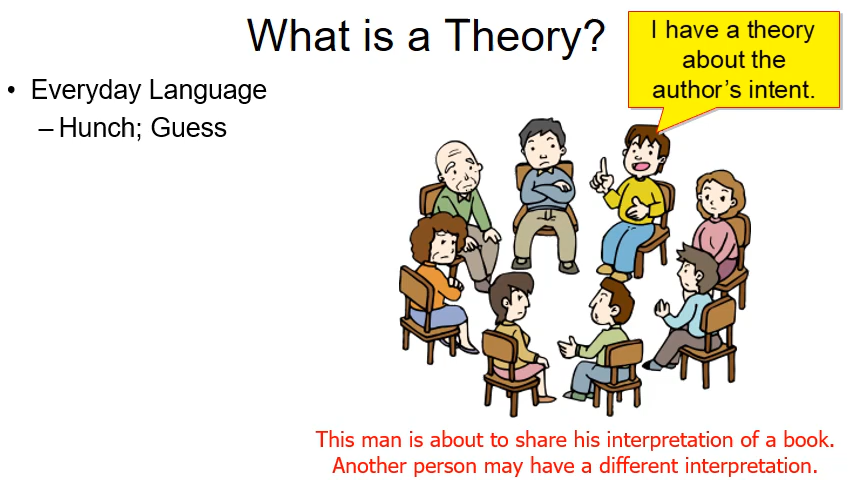 What is a Theory?
I have a theory
about the
author’s intent.
• Everyday Language
– Hunch; Guess
This man is about to share his interpretation of a book.
Another person may have a different interpretation.